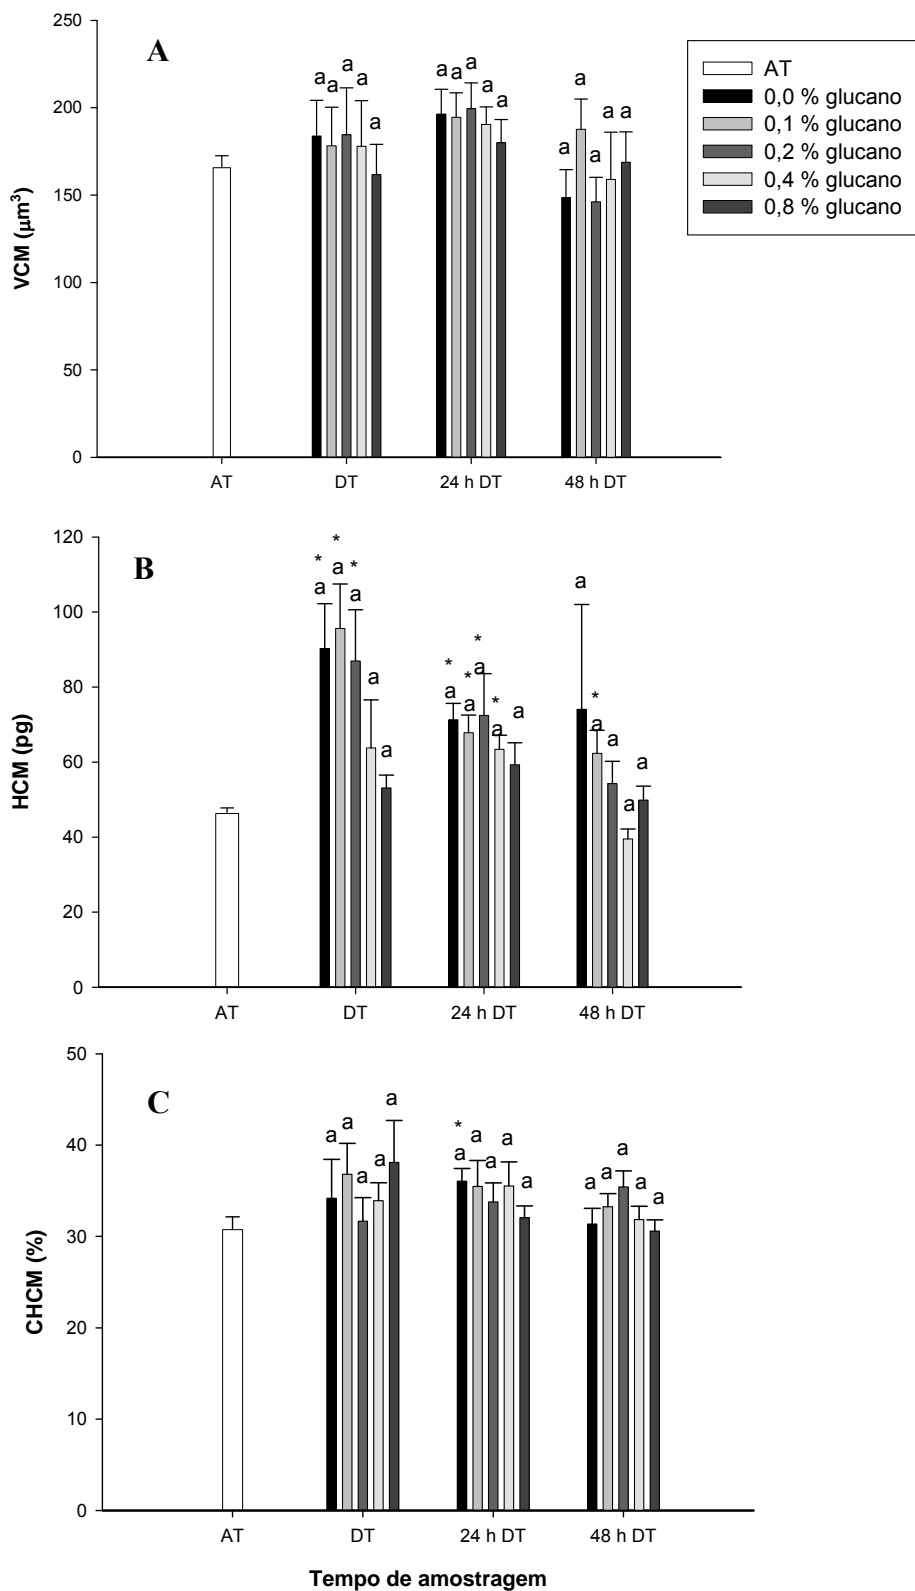 A
250
200
150
100
50
0
VCM (μm³)
a a a a a
a a a a a
a a a a a
AT DT 24 h DT 48 h DT
AT
0,0 % glucano
0,1 % glucano
0,2 % glucano
0,4 % glucano
0,8 % glucano
B
120
100
80
60
40
20
0
HCM (pg)
* * *
a a a a a
* * * *
a a a a a
*
a a a a a
AT DT 24 h DT 48 h DT
C
50
40
30
20
10
0
CHCM (%)
a a a a a
*
a a a a a
a a a a a
AT DT 24 h DT 48 h DT
Tempo de amostragem